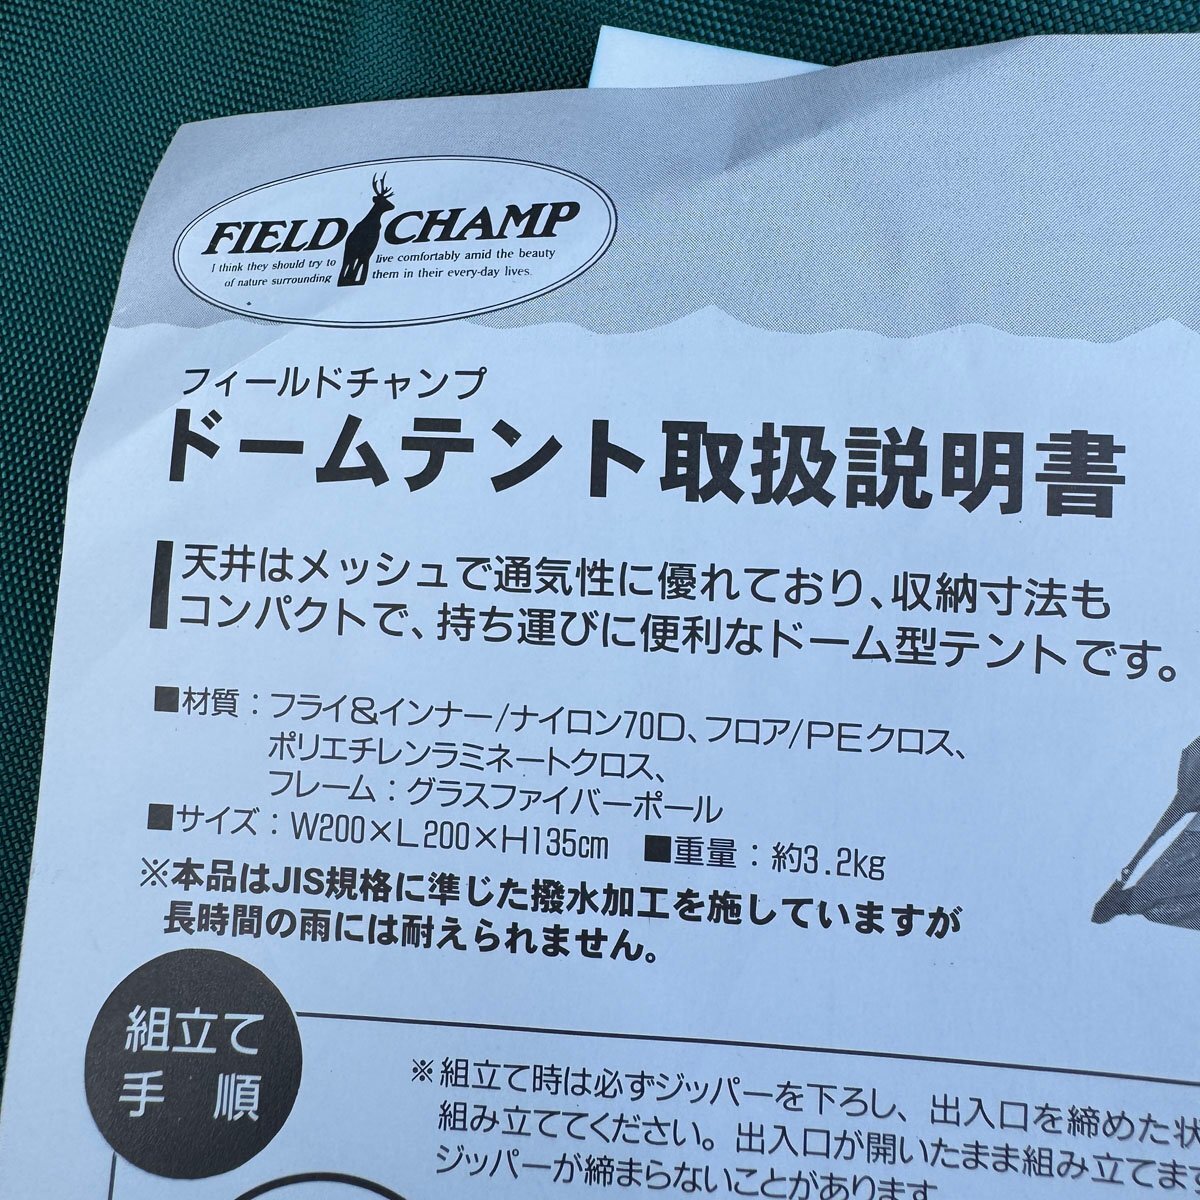 FIELD CHAMP
I think they should try to live comfortably amid the beauty
of nature surrounding them in their every-day lives.
フィールドチャンプ
ドームテント取扱説明書
天井はメッシュで通気性に優れており、収納寸法も
コンパクトで、持ち運びに便利なドーム型テントです。
■材質：フライ＆インナー/ナイロン70D、フロア/PEクロス、
ポリエチレンラミネートクロス、
フレーム：グラスファイバーポール
■サイズ：W200×L200×H135cm ■重量：約3.2kg
※本品はJIS規格に準じた撥水加工を施していますが
長時間の雨には耐えられません。
組立て
手順
※組立て時は必ずジッパーを下ろし、出入口を締めた状
組み立ててください。出入口が開いたまま組み立てま
ジッパーが締まらないことがあります